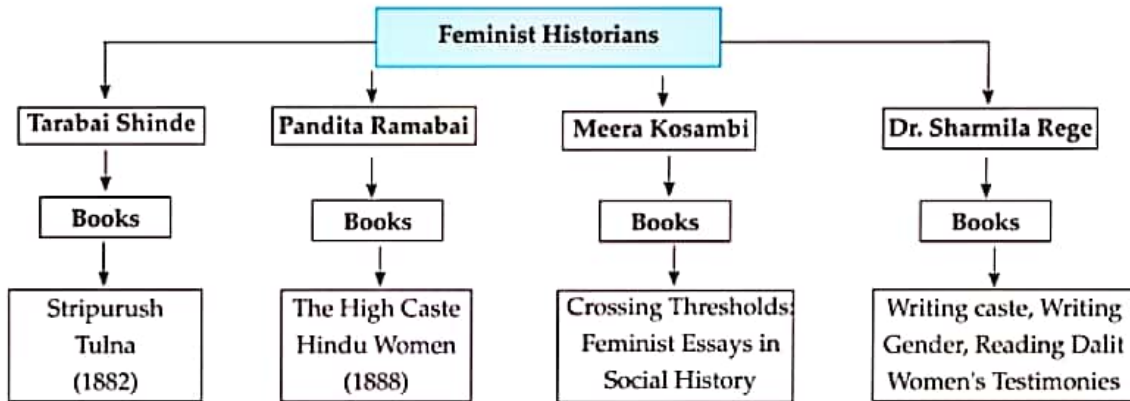 Feminist Historians
Tarabai Shinde
Pandita Ramabai
Meera Kosambi
Dr. Sharmila Rege
Books
Books
Books
Books
Stripurush
Tulna
(1882)
The High Caste
Hindu Women
(1888)
Crossing Thresholds:
Feminist Essays in
Social History
Writing caste, Writing
Gender, Reading Dalit
Women's Testimonies